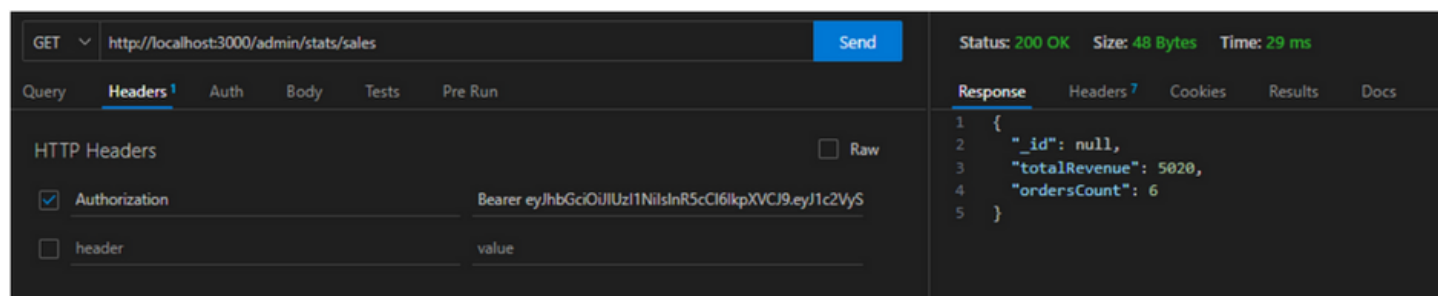 GET http://localhost:3000/admin/stats/sales Send
Query Headers 1 Auth Body Tests Pre Run
HTTP Headers Raw
Authorization Bearer eyJhbGciOiJIUzI1NiIsInR5cCI6IkpXVCJ9.eyJ1c2VyS
header value
Status: 200 OK Size: 48 Bytes Time: 29 ms
Response Headers 7 Cookies Results Docs
1 {
2 "_id": null,
3 "totalRevenue": 5020,
4 "ordersCount": 6
5 }